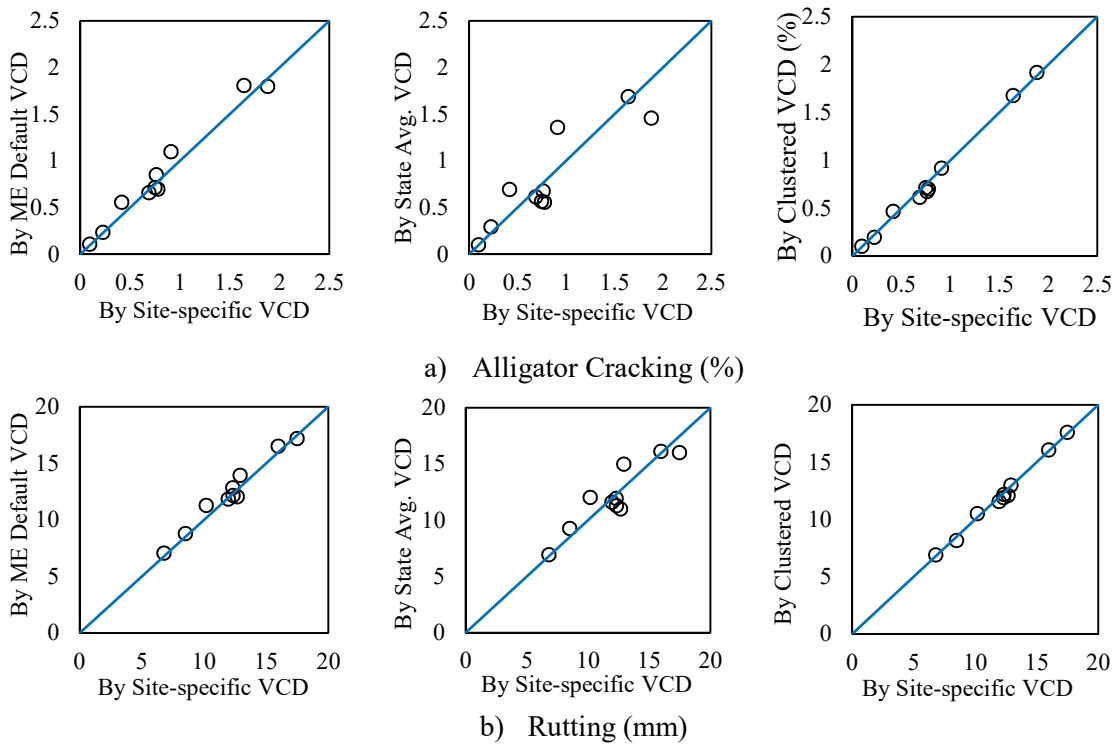 By ME Default VCD
2.5
2
1.5
1
0.5
0
0 0.5 1 1.5 2 2.5
By Site-specific VCD
By State Avg. VCD
2.5
2
1.5
1
0.5
0
0 0.5 1 1.5 2 2.5
By Site-specific VCD
By Clustered VCD (%)
2.5
2
1.5
1
0.5
0
0 0.5 1 1.5 2 2.5
By Site-specific VCD
a) Alligator Cracking (%)
By ME Default VCD
20
15
10
5
0
0 5 10 15 20
By Site-specific VCD
By State Avg. VCD
20
15
10
5
0
0 5 10 15 20
By Site-specific VCD
By Clustered VCD
20
15
10
5
0
0 5 10 15 20
By Site-specific VCD
b) Rutting (mm)